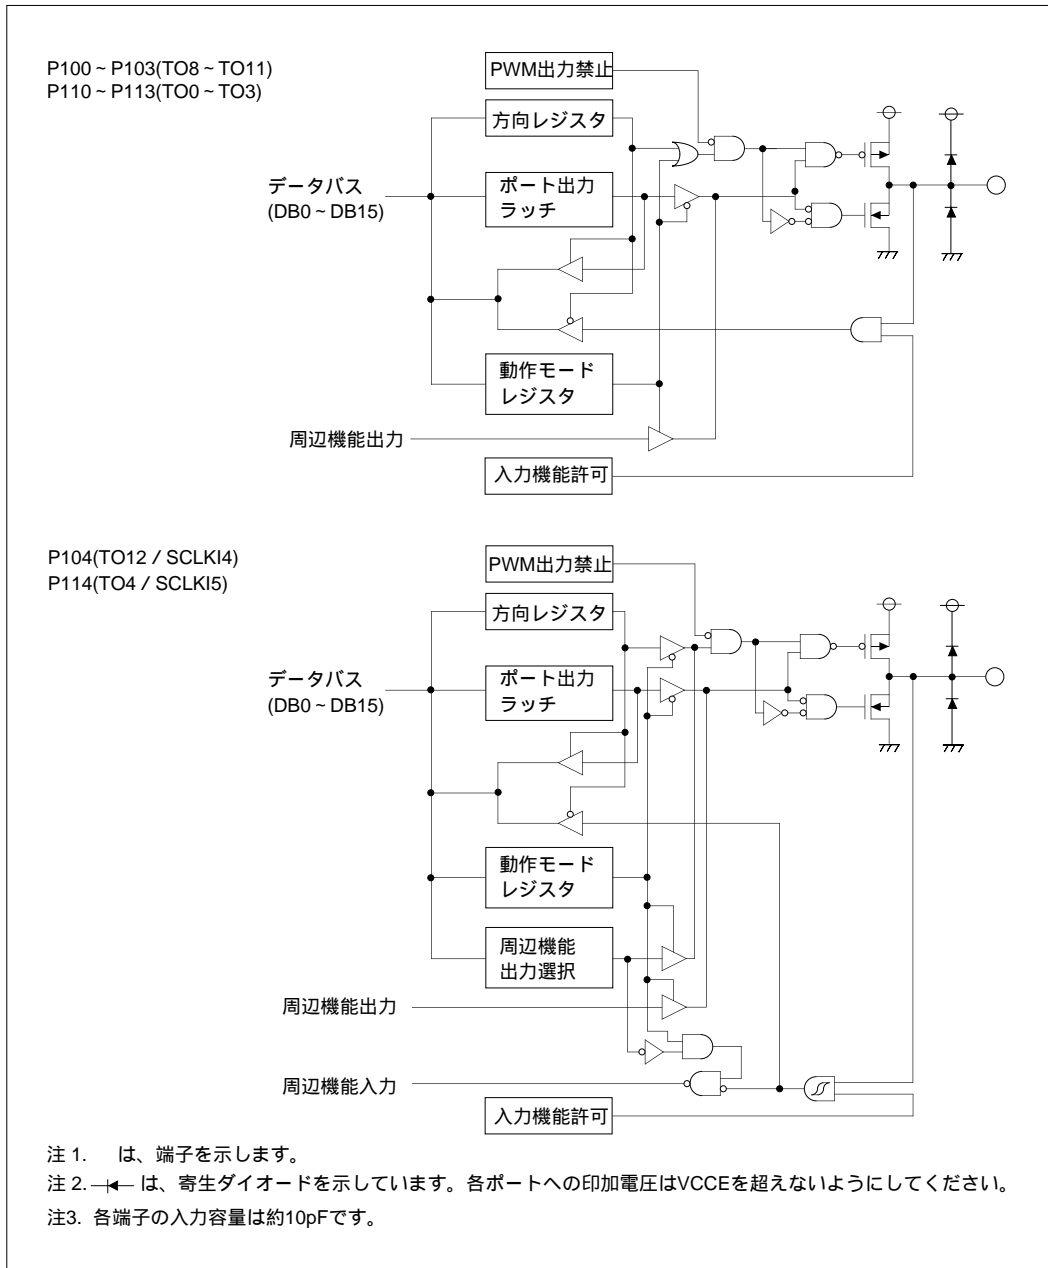 P100 ~ P103(TO8 ~ TO11)
P110 ~ P113(TO0 ~ TO3)
PWM出力禁止
方向レジスタ
データバス
(DB0 ~ DB15)
ポート出力
ラッチ
動作モード
レジスタ
周辺機能出力
入力機能許可
P104(TO12 / SCLKI4)
P114(TO4 / SCLKI5)
PWM出力禁止
方向レジスタ
データバス
(DB0 ~ DB15)
ポート出力
ラッチ
動作モード
レジスタ
周辺機能
出力選択
周辺機能出力
周辺機能入力
入力機能許可
注 1. は、端子を示します。
注 2. は、寄生ダイオードを示しています。各ポートへの印加電圧はVCCEを超えないようにしてください。
注3. 各端子の入力容量は約10pFです。